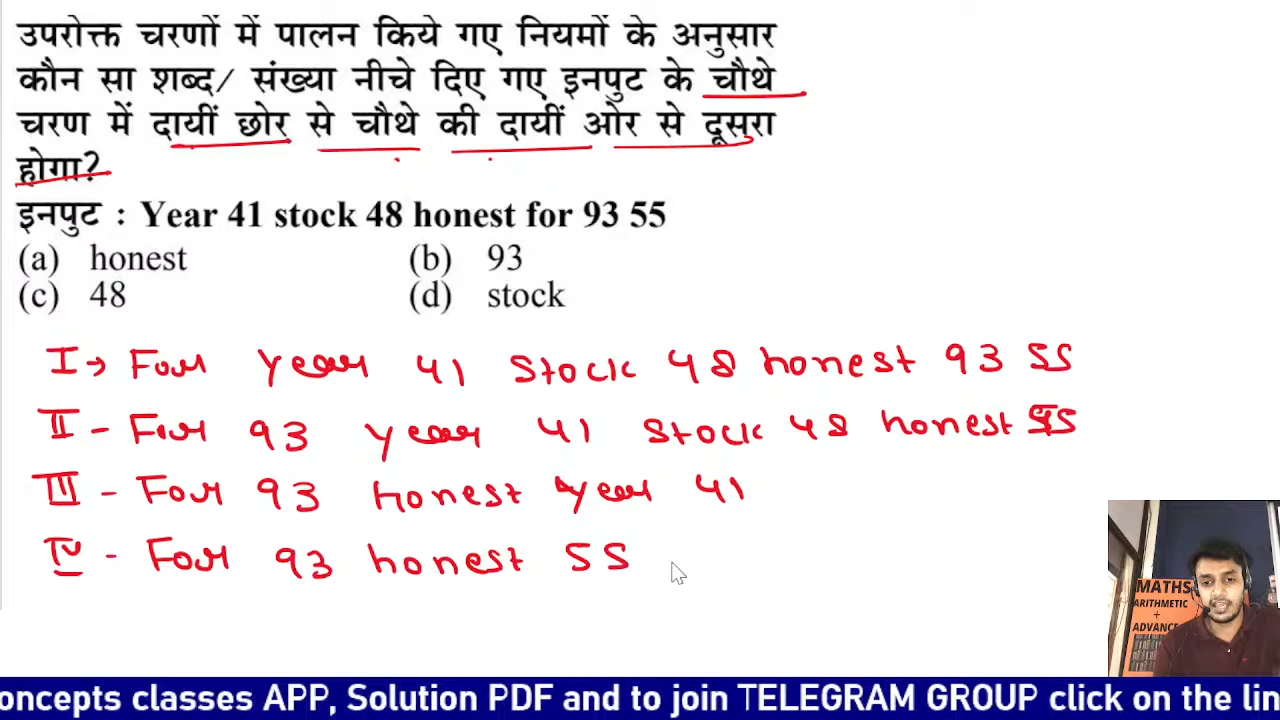 उपरोक्त चरणों में पालन किये गए नियमों के अनुसार
कौन सा शब्द/ संख्या नीचे दिए गए इनपुट के चौथे
चरण में दायीं छोर से चौथे की दायीं ओर से दूसरा
होगा?
इनपुट : Year 41 stock 48 honest for 93 55
(a) honest (b) 93
(c) 48 (d) stock
I → For year 41 stock 48 honest 93 55
II - For 93 year 41 stock 48 honest 55
III - For 93 honest year 41
IV - For 93 honest 55
MATHS
ARITHMETIC
+
ADVANCE
oncepts classes APP, Solution PDF and to join TELEGRAM GROUP click on the lin